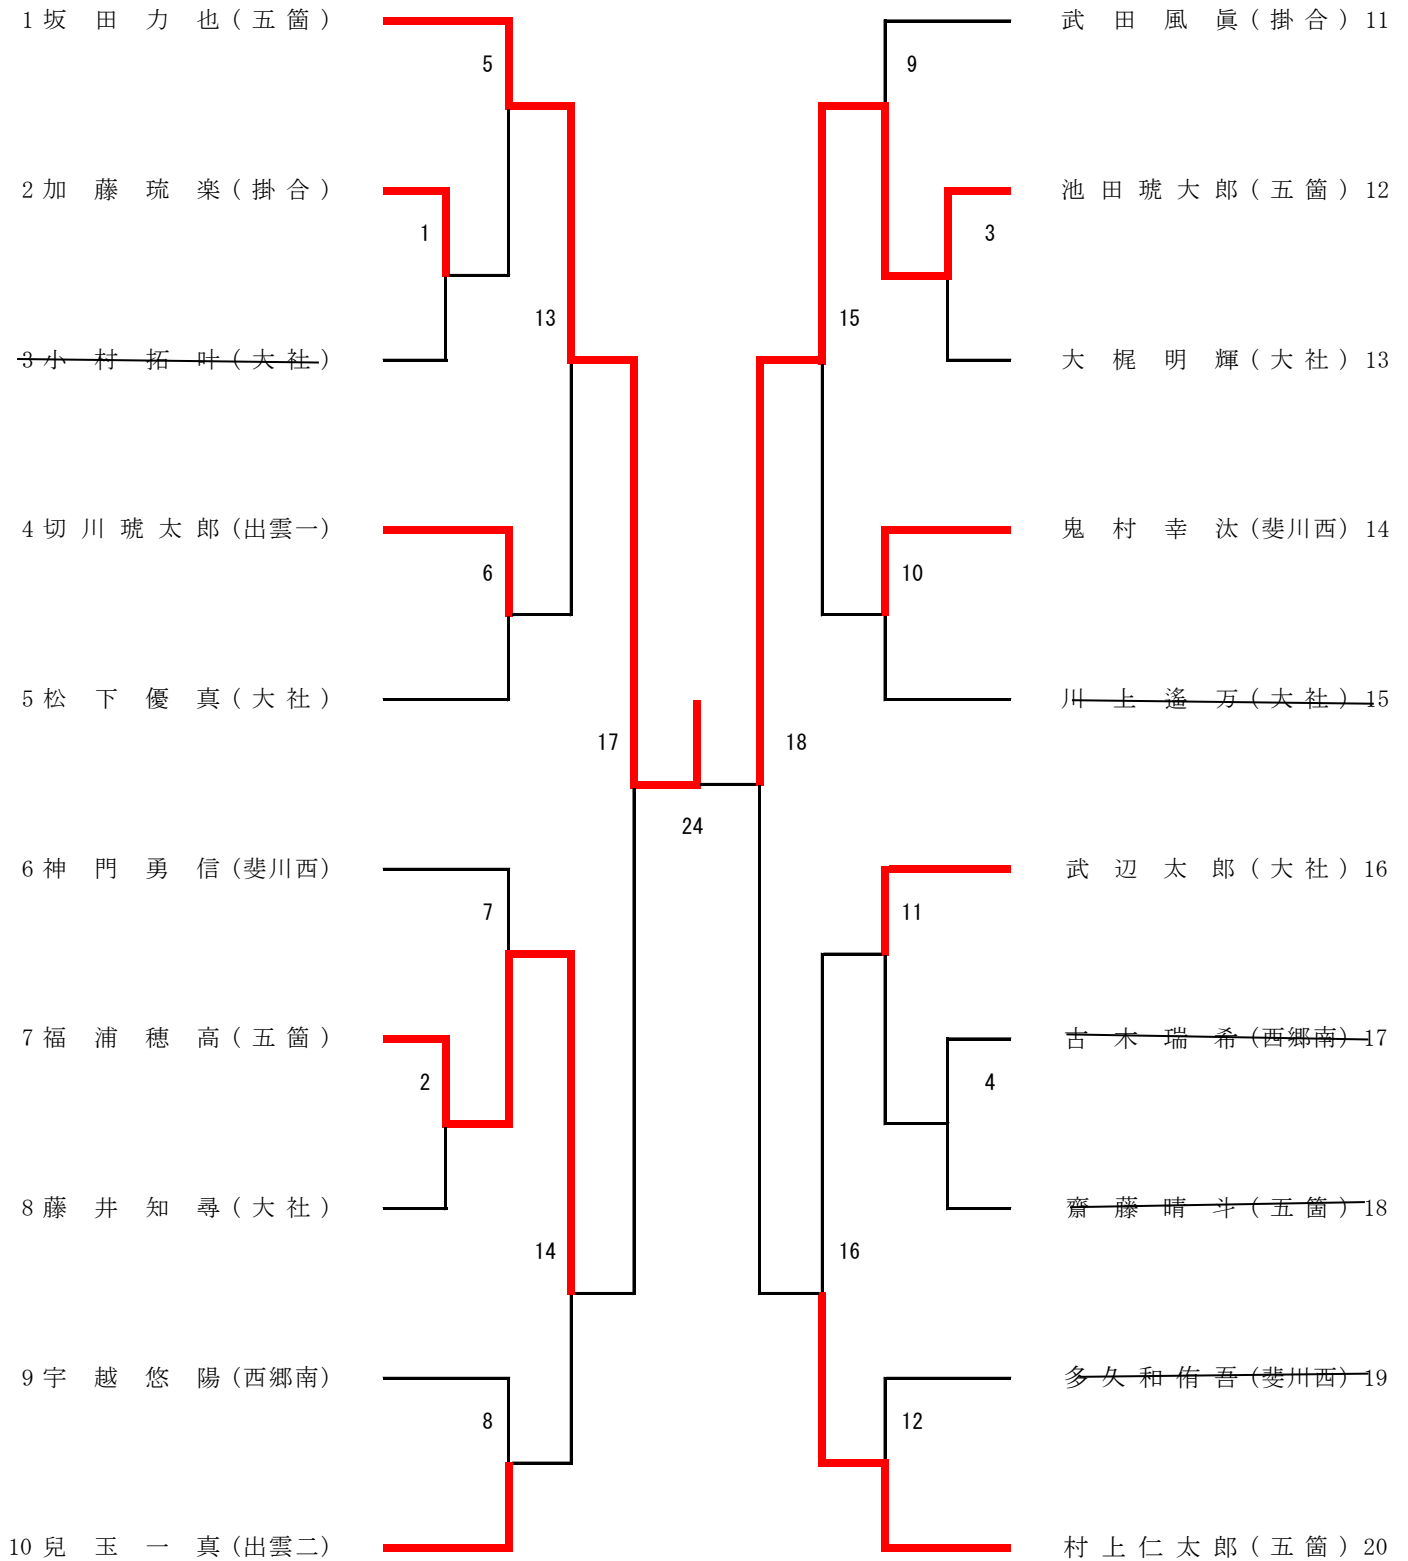 1 坂田力也(五箇)
2 加藤琉楽(掛合)
3 小村拓叶(大社)
4 切川琥太郎(出雲一)
5 松下優真(大社)
6 神門勇信(斐川西)
7 福浦穂高(五箇)
8 藤井知尋(大社)
9 宇越悠陽(西郷南)
10 兒玉一真(出雲二)
5
1
13
6
17
7
2
14
8
24
9
3
15
10
18
11
4
16
12
武田風眞(掛合) 11
池田琥大郎(五箇) 12
大梶明輝(大社) 13
鬼村幸汰(斐川西) 14
川上遙万(大社) 15
武辺太郎(大社) 16
古木瑞希(西郷南) 17
齋藤晴斗(五箇) 18
多久和侑吾(斐川西) 19
村上仁太郎(五箇) 20